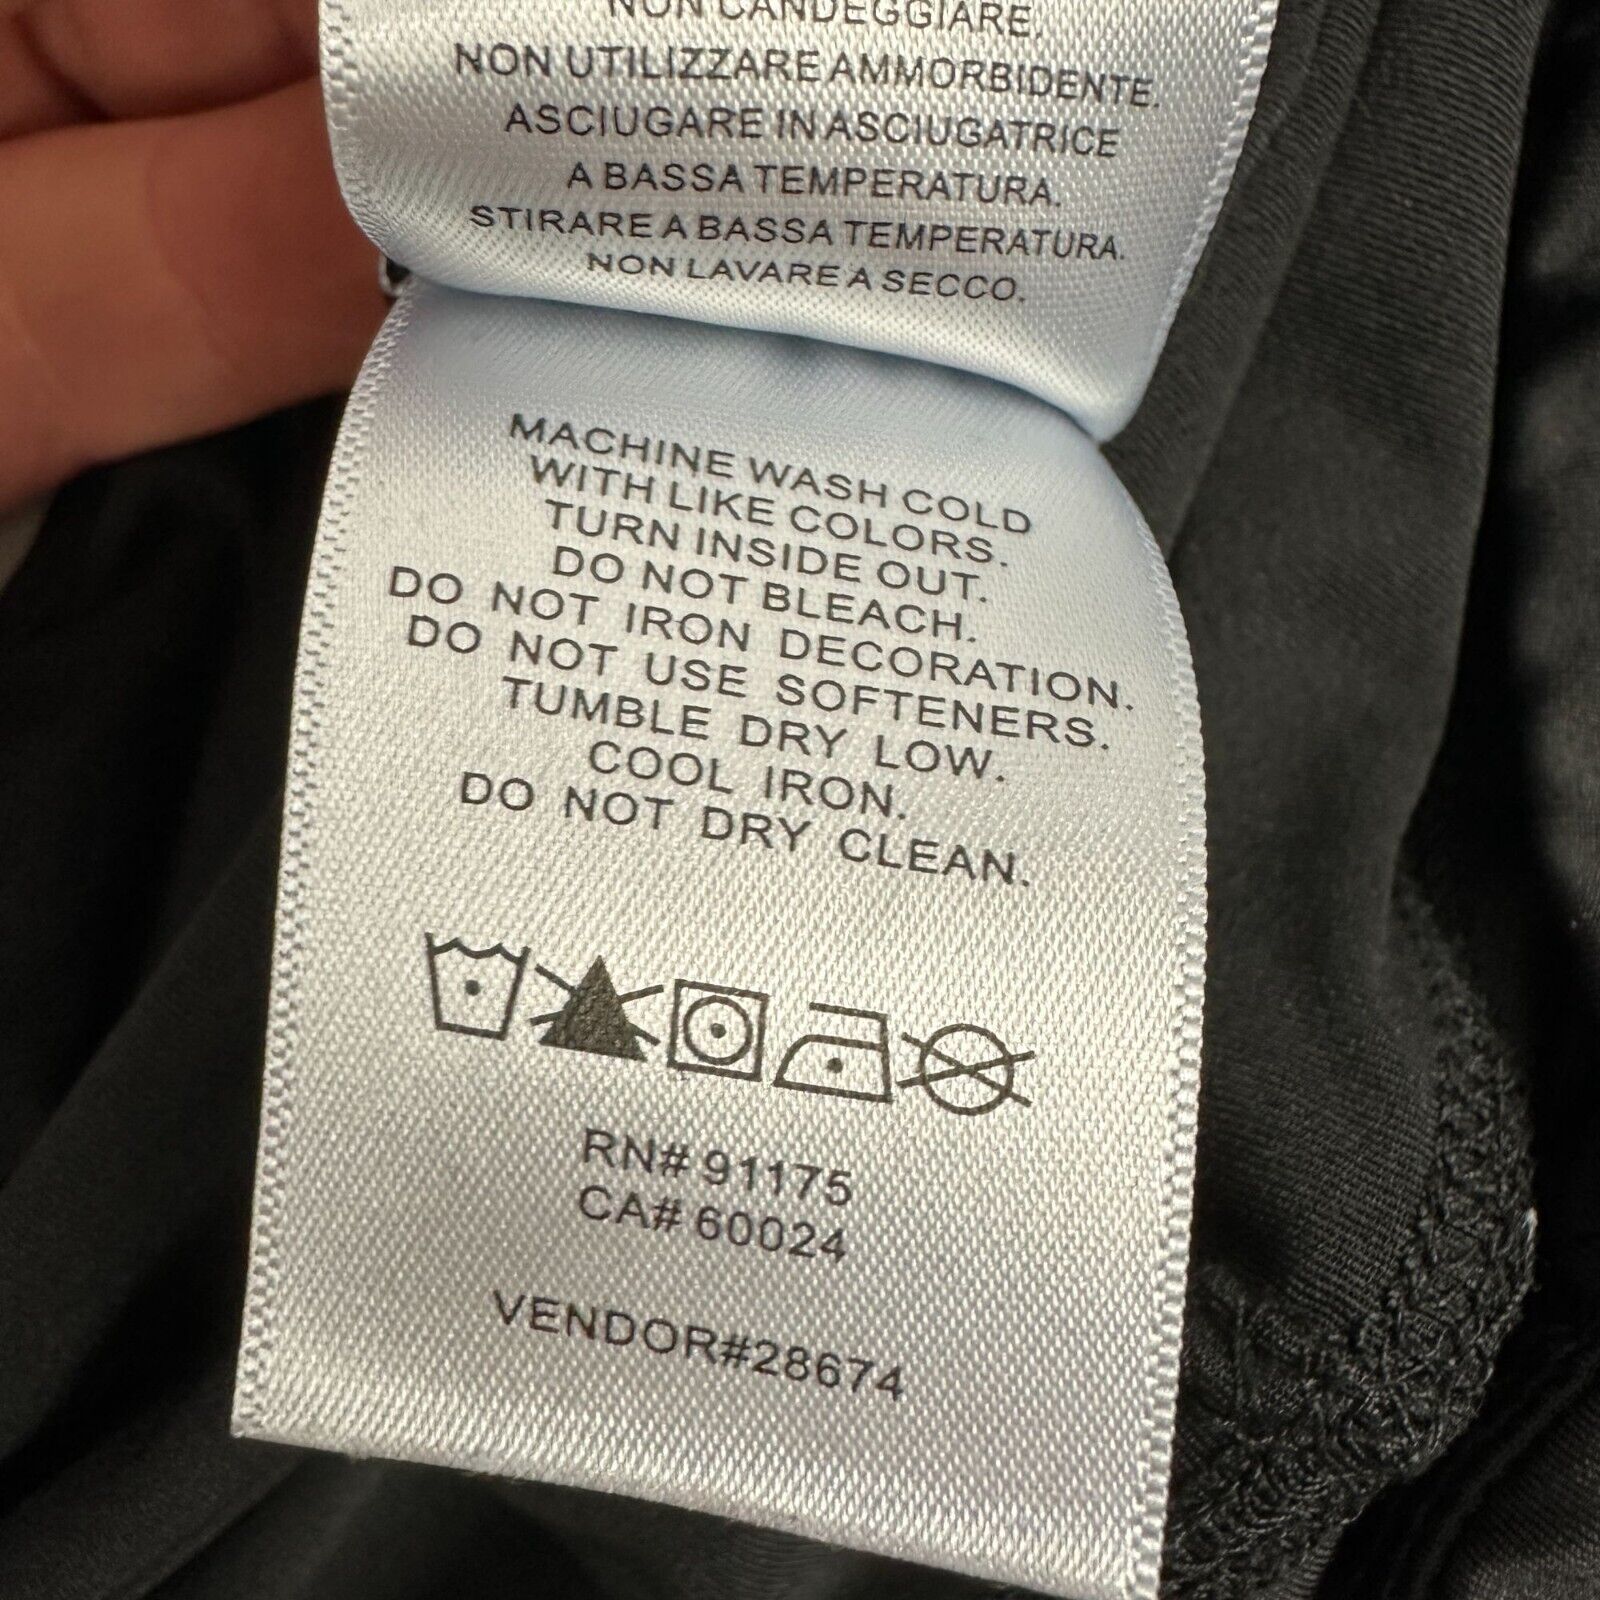 NON CANDEGGIARE.
NON UTILIZZARE AMMORBIDENTE.
ASCIUGARE IN ASCIUGATRICE
A BASSA TEMPERATURA.
STIRARE A BASSA TEMPERATURA.
NON LAVARE A SECCO.
MACHINE WASH COLD
WITH LIKE COLORS.
TURN INSIDE OUT.
DO NOT BLEACH.
DO NOT IRON DECORATION.
DO NOT USE SOFTENERS.
TUMBLE DRY LOW.
COOL IRON.
DO NOT DRY CLEAN.
RN# 91175
CA# 60024
VENDOR#28674